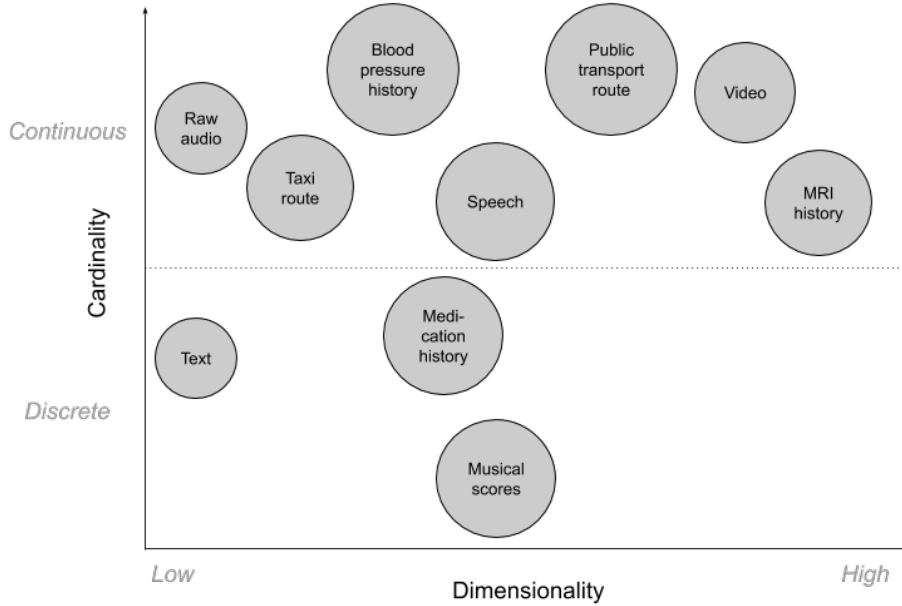 Blood
pressure
history
Public
transport
route
Video
Raw
audio
Continuous
Taxi
route
Speech
MRI
history
Cardinality
Medi-
cation
history
Text
Discrete
Musical
scores
Low
High
Dimensionality